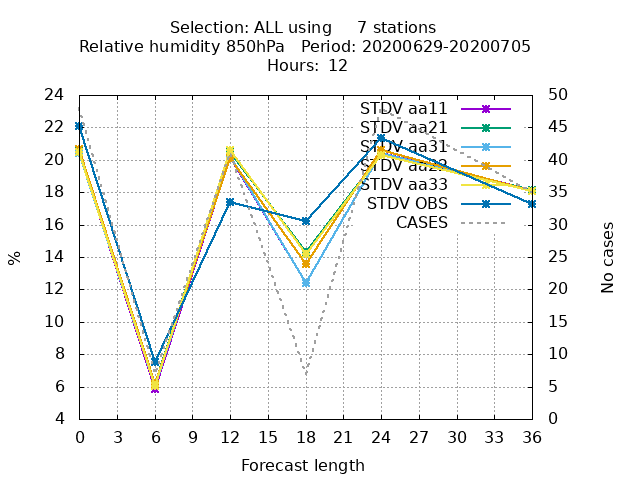 Selection: ALL using 7 stations
Relative humidity 850hPa Period: 20200629-20200705
Hours: 12
24 50
22 45
20 40
18 35
16 30
14 25
12 20
10 15
8 10
6 5
4 0
STDV aa11
STDV aa21
STDV aa31
STDV aa22
STDV aa33
STDV OBS
CASES
%
No cases
0 3 6 9 12 15 18 21 24 27 30 33 36
Forecast length